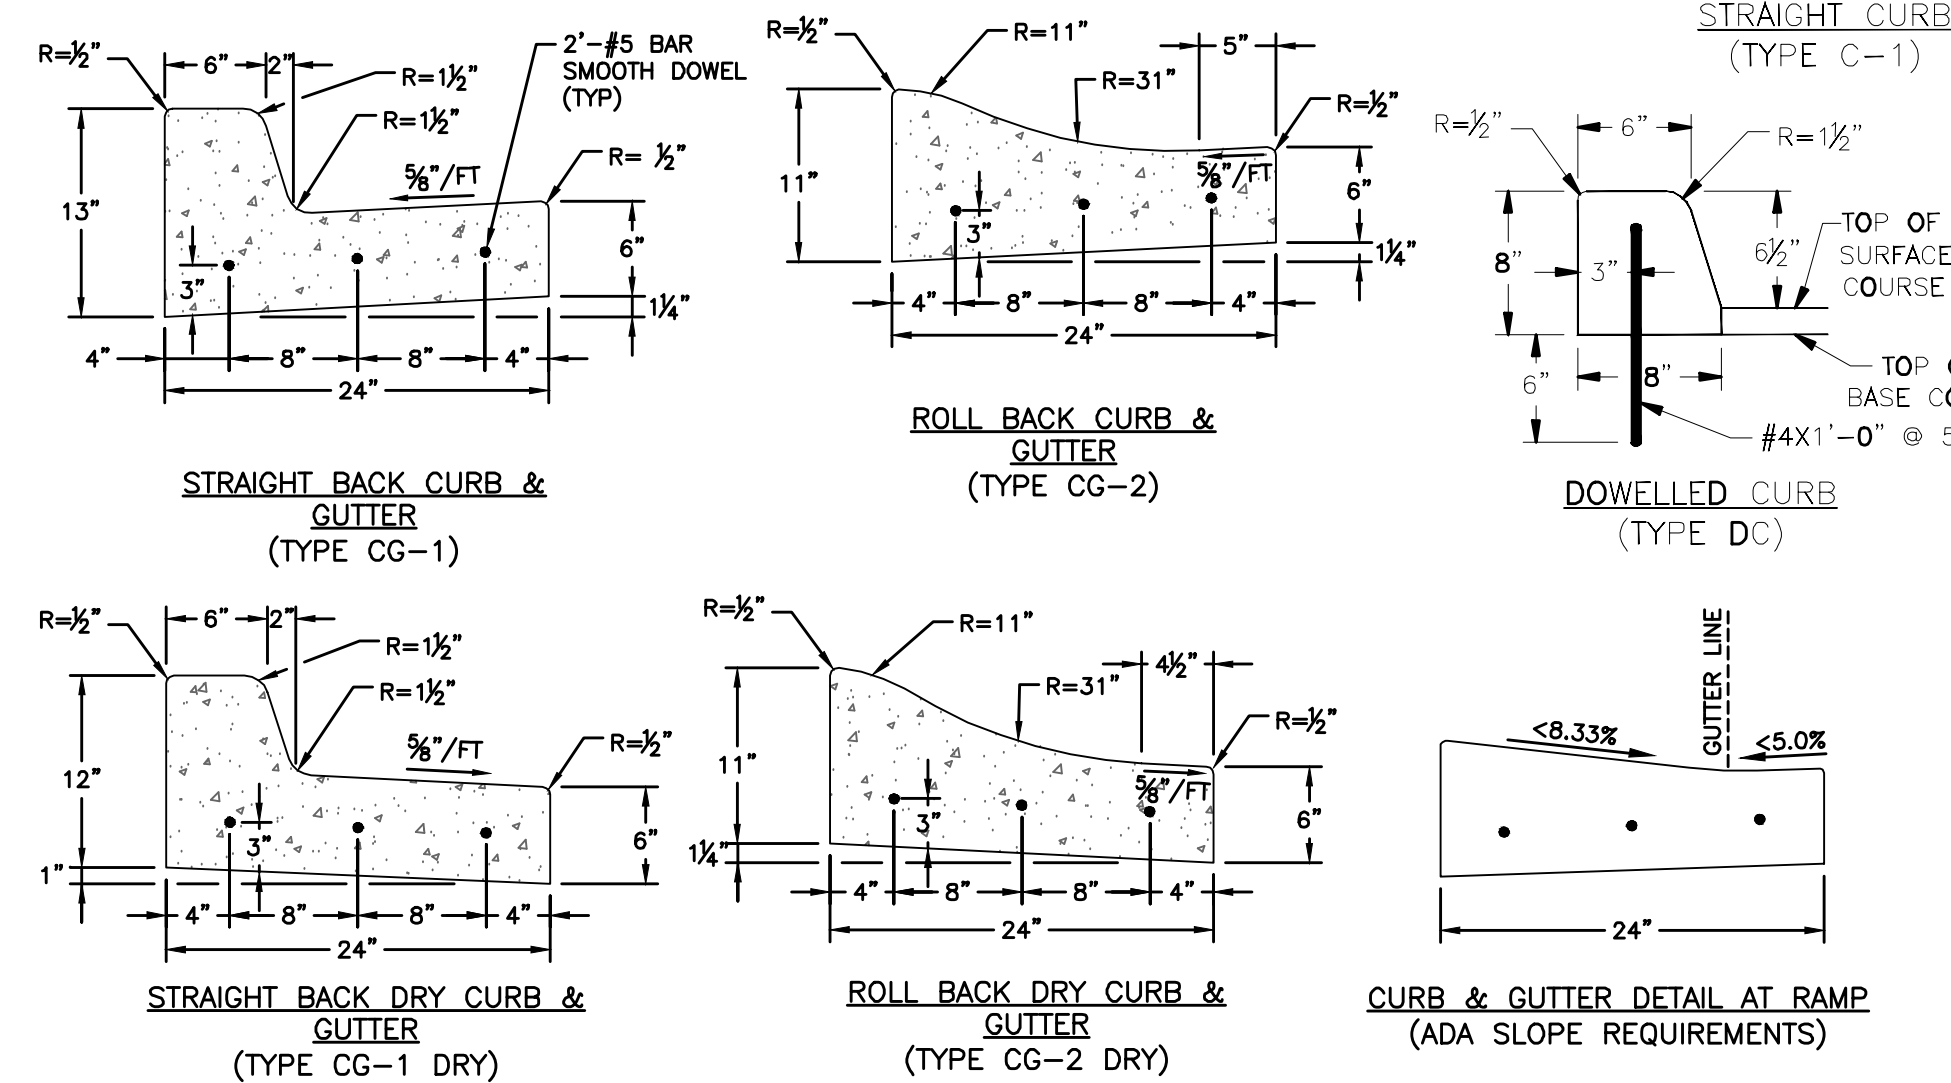 R=½"
6"
2"
R=1½"
R=1½"
2'-#5 BAR
SMOOTH DOWEL
(TYP)
R= ½"
13"
⅝"/FT
6"
3"
1¼"
4"
8"
8"
4"
24"
STRAIGHT BACK CURB &
GUTTER
(TYPE CG-1)
R=½"
R=11"
5"
R=31"
R=½"
11"
⅝"/FT
6"
3"
1¼"
4"
8"
8"
4"
24"
ROLL BACK CURB &
GUTTER
(TYPE CG-2)
STRAIGHT CURB
(TYPE C-1)
R=½"
6"
R=1½"
8"
3"
6½"
TOP OF
SURFACE
COURSE
6"
8"
TOP
BASE
#4X1'-0" @ 5
DOWELLED CURB
(TYPE DC)
R=½"
6"
2"
R=1½"
R=1½"
⅝"/FT
R=½"
12"
3"
6"
1"
4"
8"
8"
4"
24"
STRAIGHT BACK DRY CURB &
GUTTER
(TYPE CG-1 DRY)
R=½"
R=11"
4½"
R=31"
R=½"
11"
⅝"/FT
3"
6"
1¼"
4"
8"
8"
4"
24"
ROLL BACK DRY CURB &
GUTTER
(TYPE CG-2 DRY)
GUTTER LINE
<8.33%
<5.0%
24"
CURB & GUTTER DETAIL AT RAMP
(ADA SLOPE REQUIREMENTS)